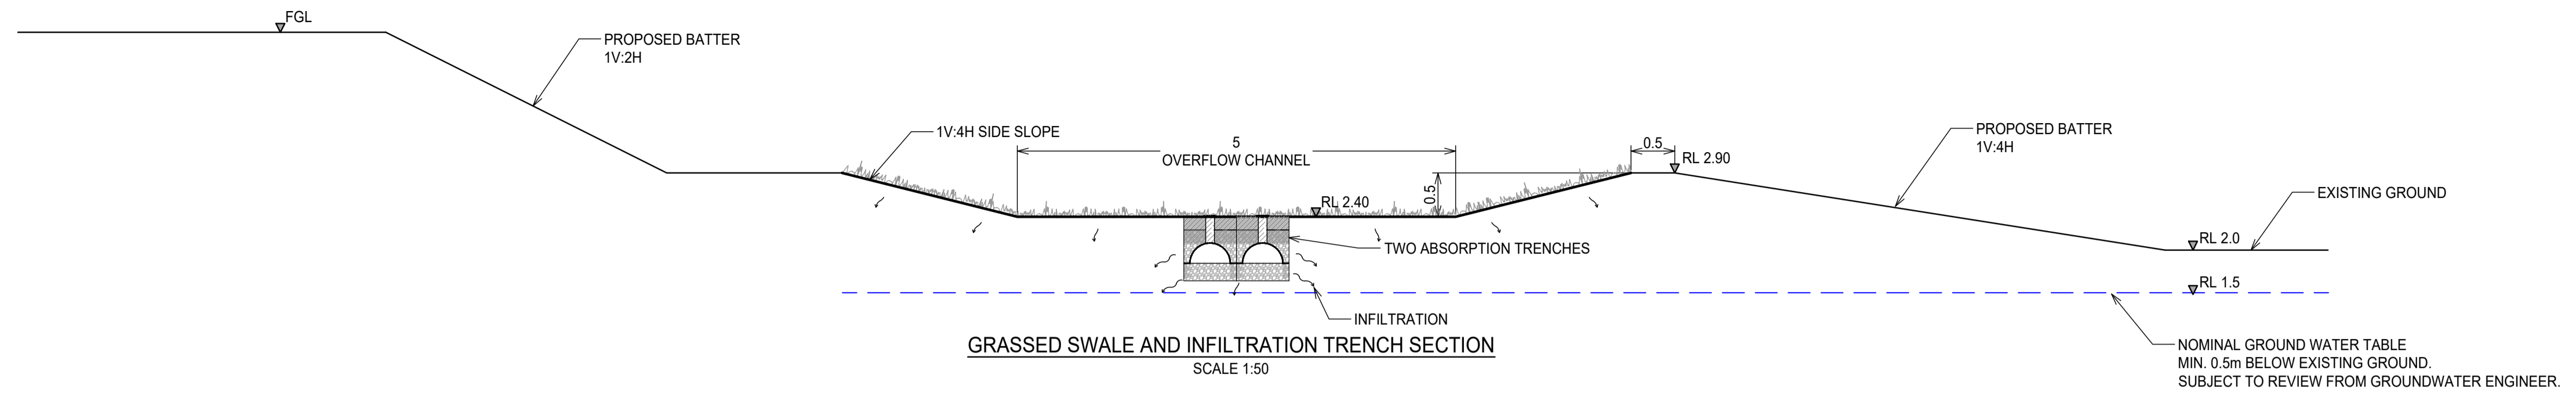 FGL
PROPOSED BATTER
1V:2H
1V:4H SIDE SLOPE
5
OVERFLOW CHANNEL
0.5
RL 2.90
0.5
RL 2.40
PROPOSED BATTER
1V:4H
EXISTING GROUND
TWO ABSORPTION TRENCHES
RL 2.0
RL 1.5
INFILTRATION
GRASSED SWALE AND INFILTRATION TRENCH SECTION
SCALE 1:50
NOMINAL GROUND WATER TABLE
MIN. 0.5m BELOW EXISTING GROUND.
SUBJECT TO REVIEW FROM GROUNDWATER ENGINEER.